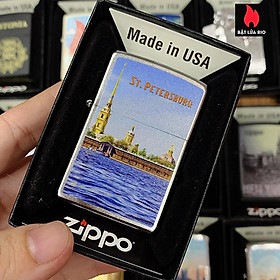 BẬT LỬA RIO
Made in USA
ST. PETERSBURG
zippo